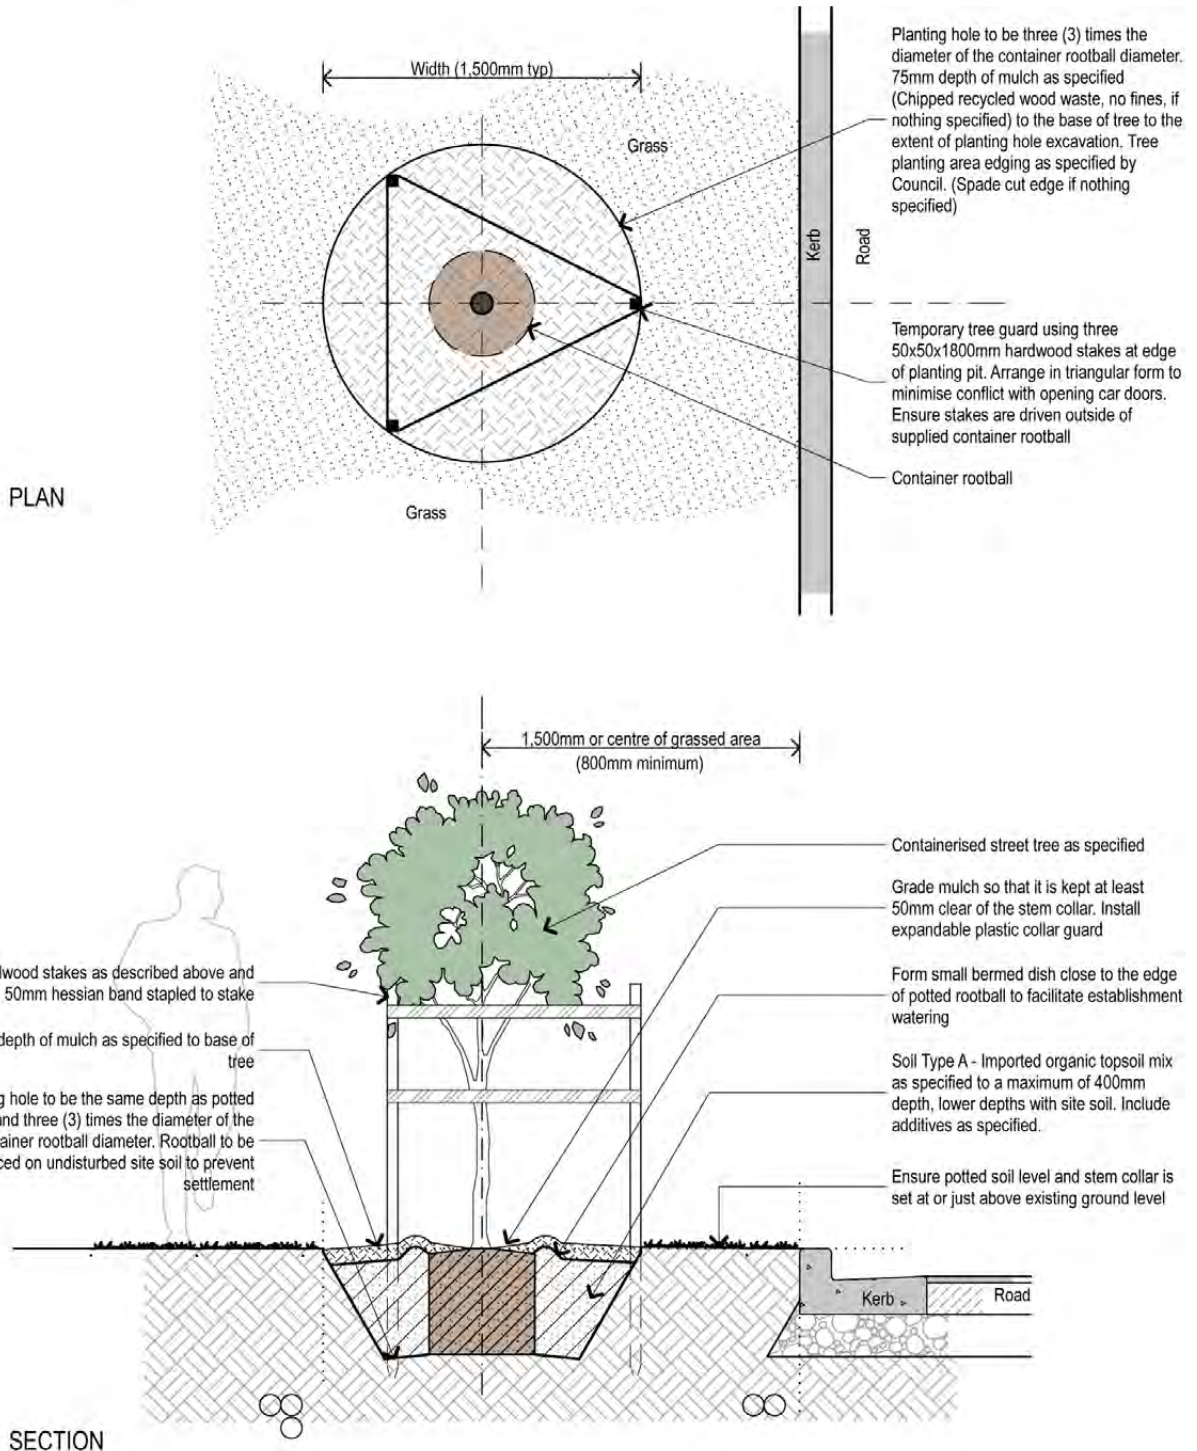 Width (1,500mm typ)
Grass
Kerb
Road
Planting hole to be three (3) times the
diameter of the container rootball diameter.
75mm depth of mulch as specified
(Chipped recycled wood waste, no fines, if
nothing specified) to the base of tree to the
extent of planting hole excavation. Tree
planting area edging as specified by
Council. (Spade cut edge if nothing
specified)
Temporary tree guard using three
50x50x1800mm hardwood stakes at edge
of planting pit. Arrange in triangular form to
minimise conflict with opening car doors.
Ensure stakes are driven outside of
supplied container rootball
Container rootball
PLAN
Grass
1,500mm or centre of grassed area
(800mm minimum)
Containerised street tree as specified
Grade mulch so that it is kept at least
50mm clear of the stem collar. Install
expandable plastic collar guard
Form small bermed dish close to the edge
of potted rootball to facilitate establishment
watering
Soil Type A - Imported organic topsoil mix
as specified to a maximum of 400mm
depth, lower depths with site soil. Include
additives as specified.
Ensure potted soil level and stem collar is
set at or just above existing ground level
stakes as described above and
50mm hessian band stapled to stake
depth of mulch as specified to base of
tree
hole to be the same depth as potted
and three (3) times the diameter of the
rootball diameter. Rootball to be
on undisturbed site soil to prevent
settlement
Kerb
Road
SECTION